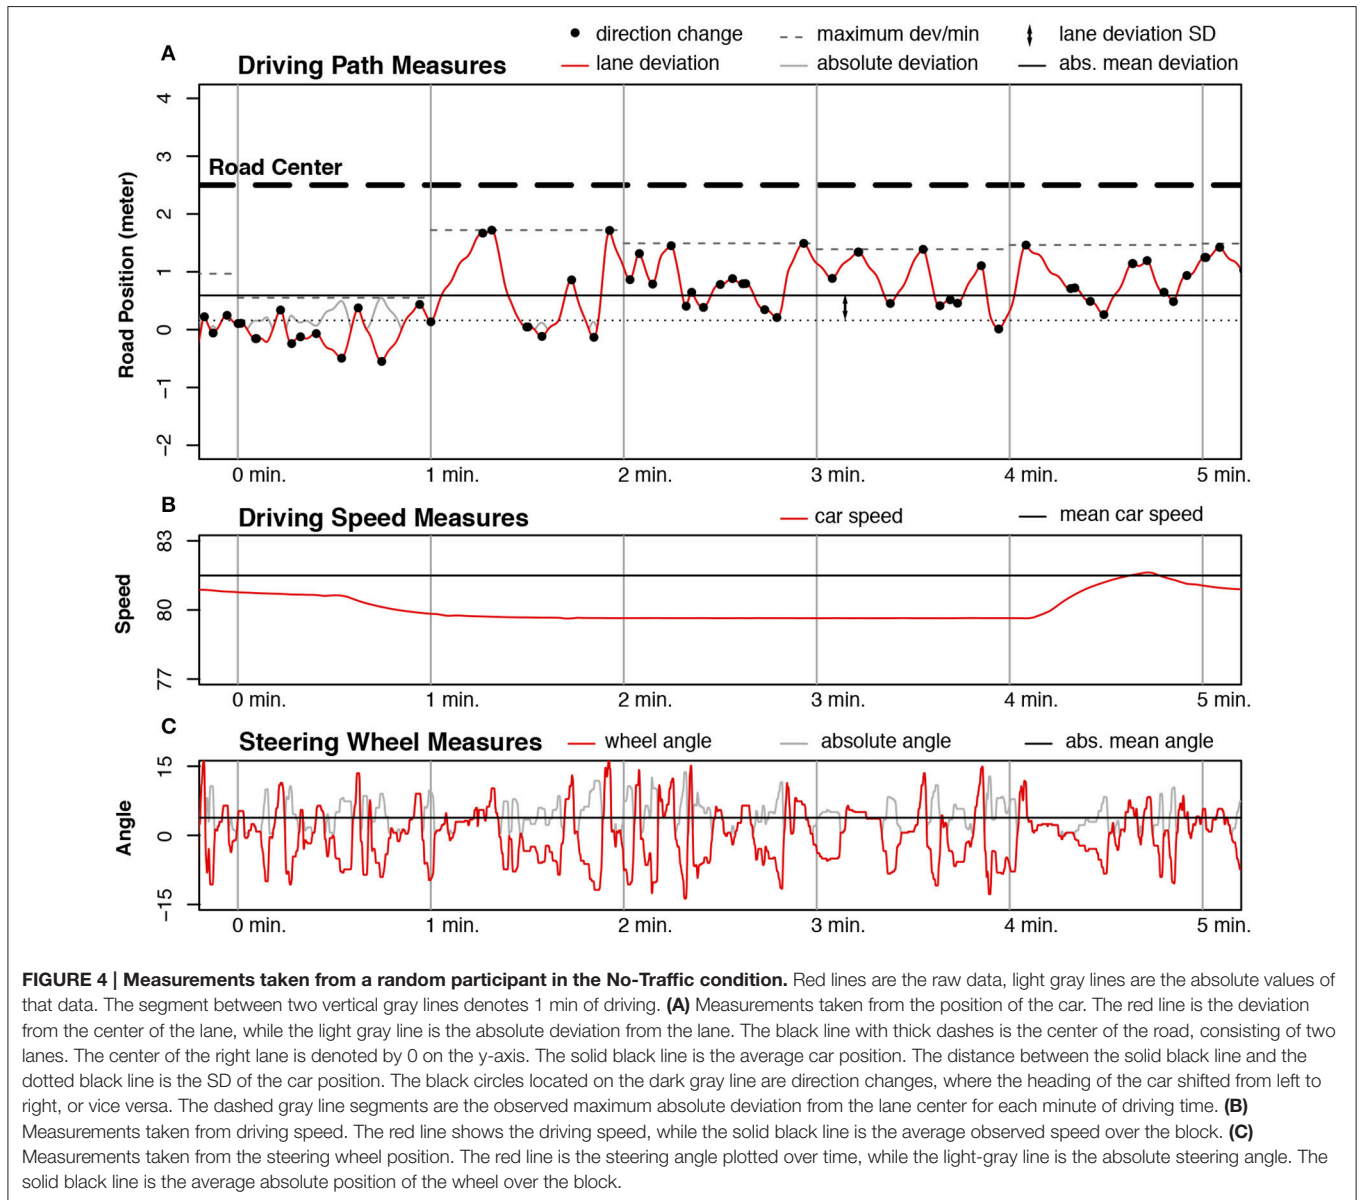 A
Driving Path Measures
direction change
maximum dev/min
lane deviation SD
lane deviation
absolute deviation
abs. mean deviation
Road Position (meter)
4
3
2
1
0
−1
−2
Road Center
0 min.
1 min.
2 min.
3 min.
4 min.
5 min.
B
Driving Speed Measures
car speed
mean car speed
Speed
83
80
77
0 min.
1 min.
2 min.
3 min.
4 min.
5 min.
C
Steering Wheel Measures
wheel angle
absolute angle
abs. mean angle
Angle
15
0
−15
0 min.
1 min.
2 min.
3 min.
4 min.
5 min.
FIGURE 4 | Measurements taken from a random participant in the No-Traffic condition. Red lines are the raw data, light gray lines are the absolute values of
that data. The segment between two vertical gray lines denotes 1 min of driving. (A) Measurements taken from the position of the car. The red line is the deviation
from the center of the lane, while the light gray line is the absolute deviation from the lane. The black line with thick dashes is the center of the road, consisting of two
lanes. The center of the right lane is denoted by 0 on the y-axis. The solid black line is the average car position. The distance between the solid black line and the
dotted black line is the SD of the car position. The black circles located on the dark gray line are direction changes, where the heading of the car shifted from left to
right, or vice versa. The dashed gray line segments are the observed maximum absolute deviation from the lane center for each minute of driving time. (B)
Measurements taken from driving speed. The red line shows the driving speed, while the solid black line is the average observed speed over the block. (C)
Measurements taken from the steering wheel position. The red line is the steering angle plotted over time, while the light-gray line is the absolute steering angle. The
solid black line is the average absolute position of the wheel over the block.